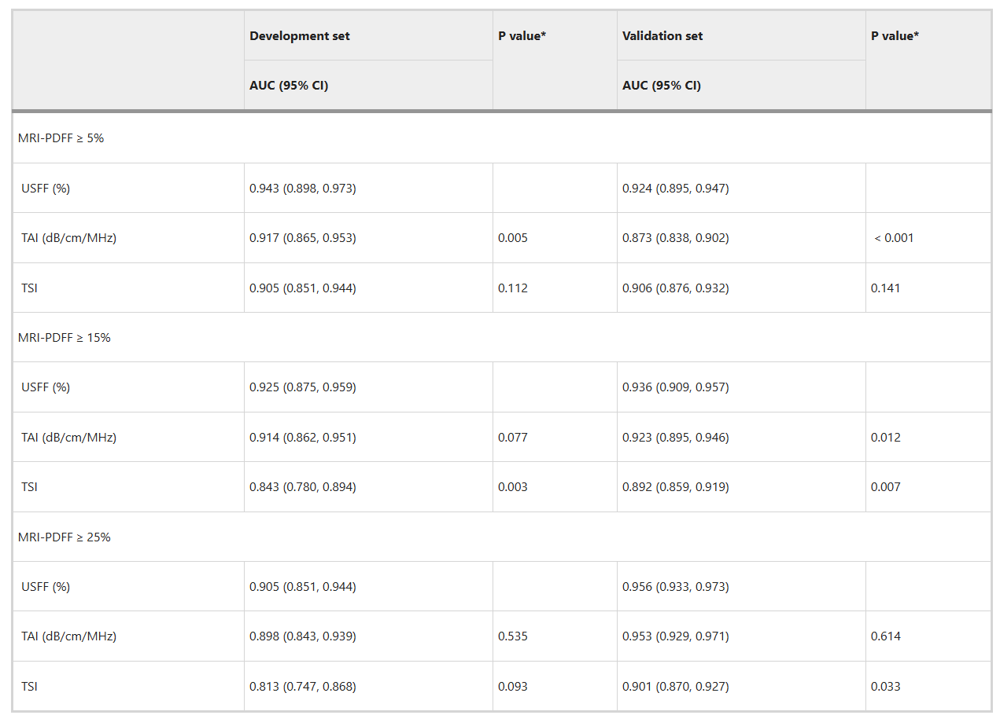 Development set P value* Validation set P value*
AUC (95% CI) AUC (95% CI)
MRI-PDFF ≥ 5%
USFF (%) 0.943 (0.898, 0.973) 0.924 (0.895, 0.947)
TAI (dB/cm/MHz) 0.917 (0.865, 0.953) 0.005 0.873 (0.838, 0.902) < 0.001
TSI 0.905 (0.851, 0.944) 0.112 0.906 (0.876, 0.932) 0.141
MRI-PDFF ≥ 15%
USFF (%) 0.925 (0.875, 0.959) 0.936 (0.909, 0.957)
TAI (dB/cm/MHz) 0.914 (0.862, 0.951) 0.077 0.923 (0.895, 0.946) 0.012
TSI 0.843 (0.780, 0.894) 0.003 0.892 (0.859, 0.919) 0.007
MRI-PDFF ≥ 25%
USFF (%) 0.905 (0.851, 0.944) 0.956 (0.933, 0.973)
TAI (dB/cm/MHz) 0.898 (0.843, 0.939) 0.535 0.953 (0.929, 0.971) 0.614
TSI 0.813 (0.747, 0.868) 0.093 0.901 (0.870, 0.927) 0.033